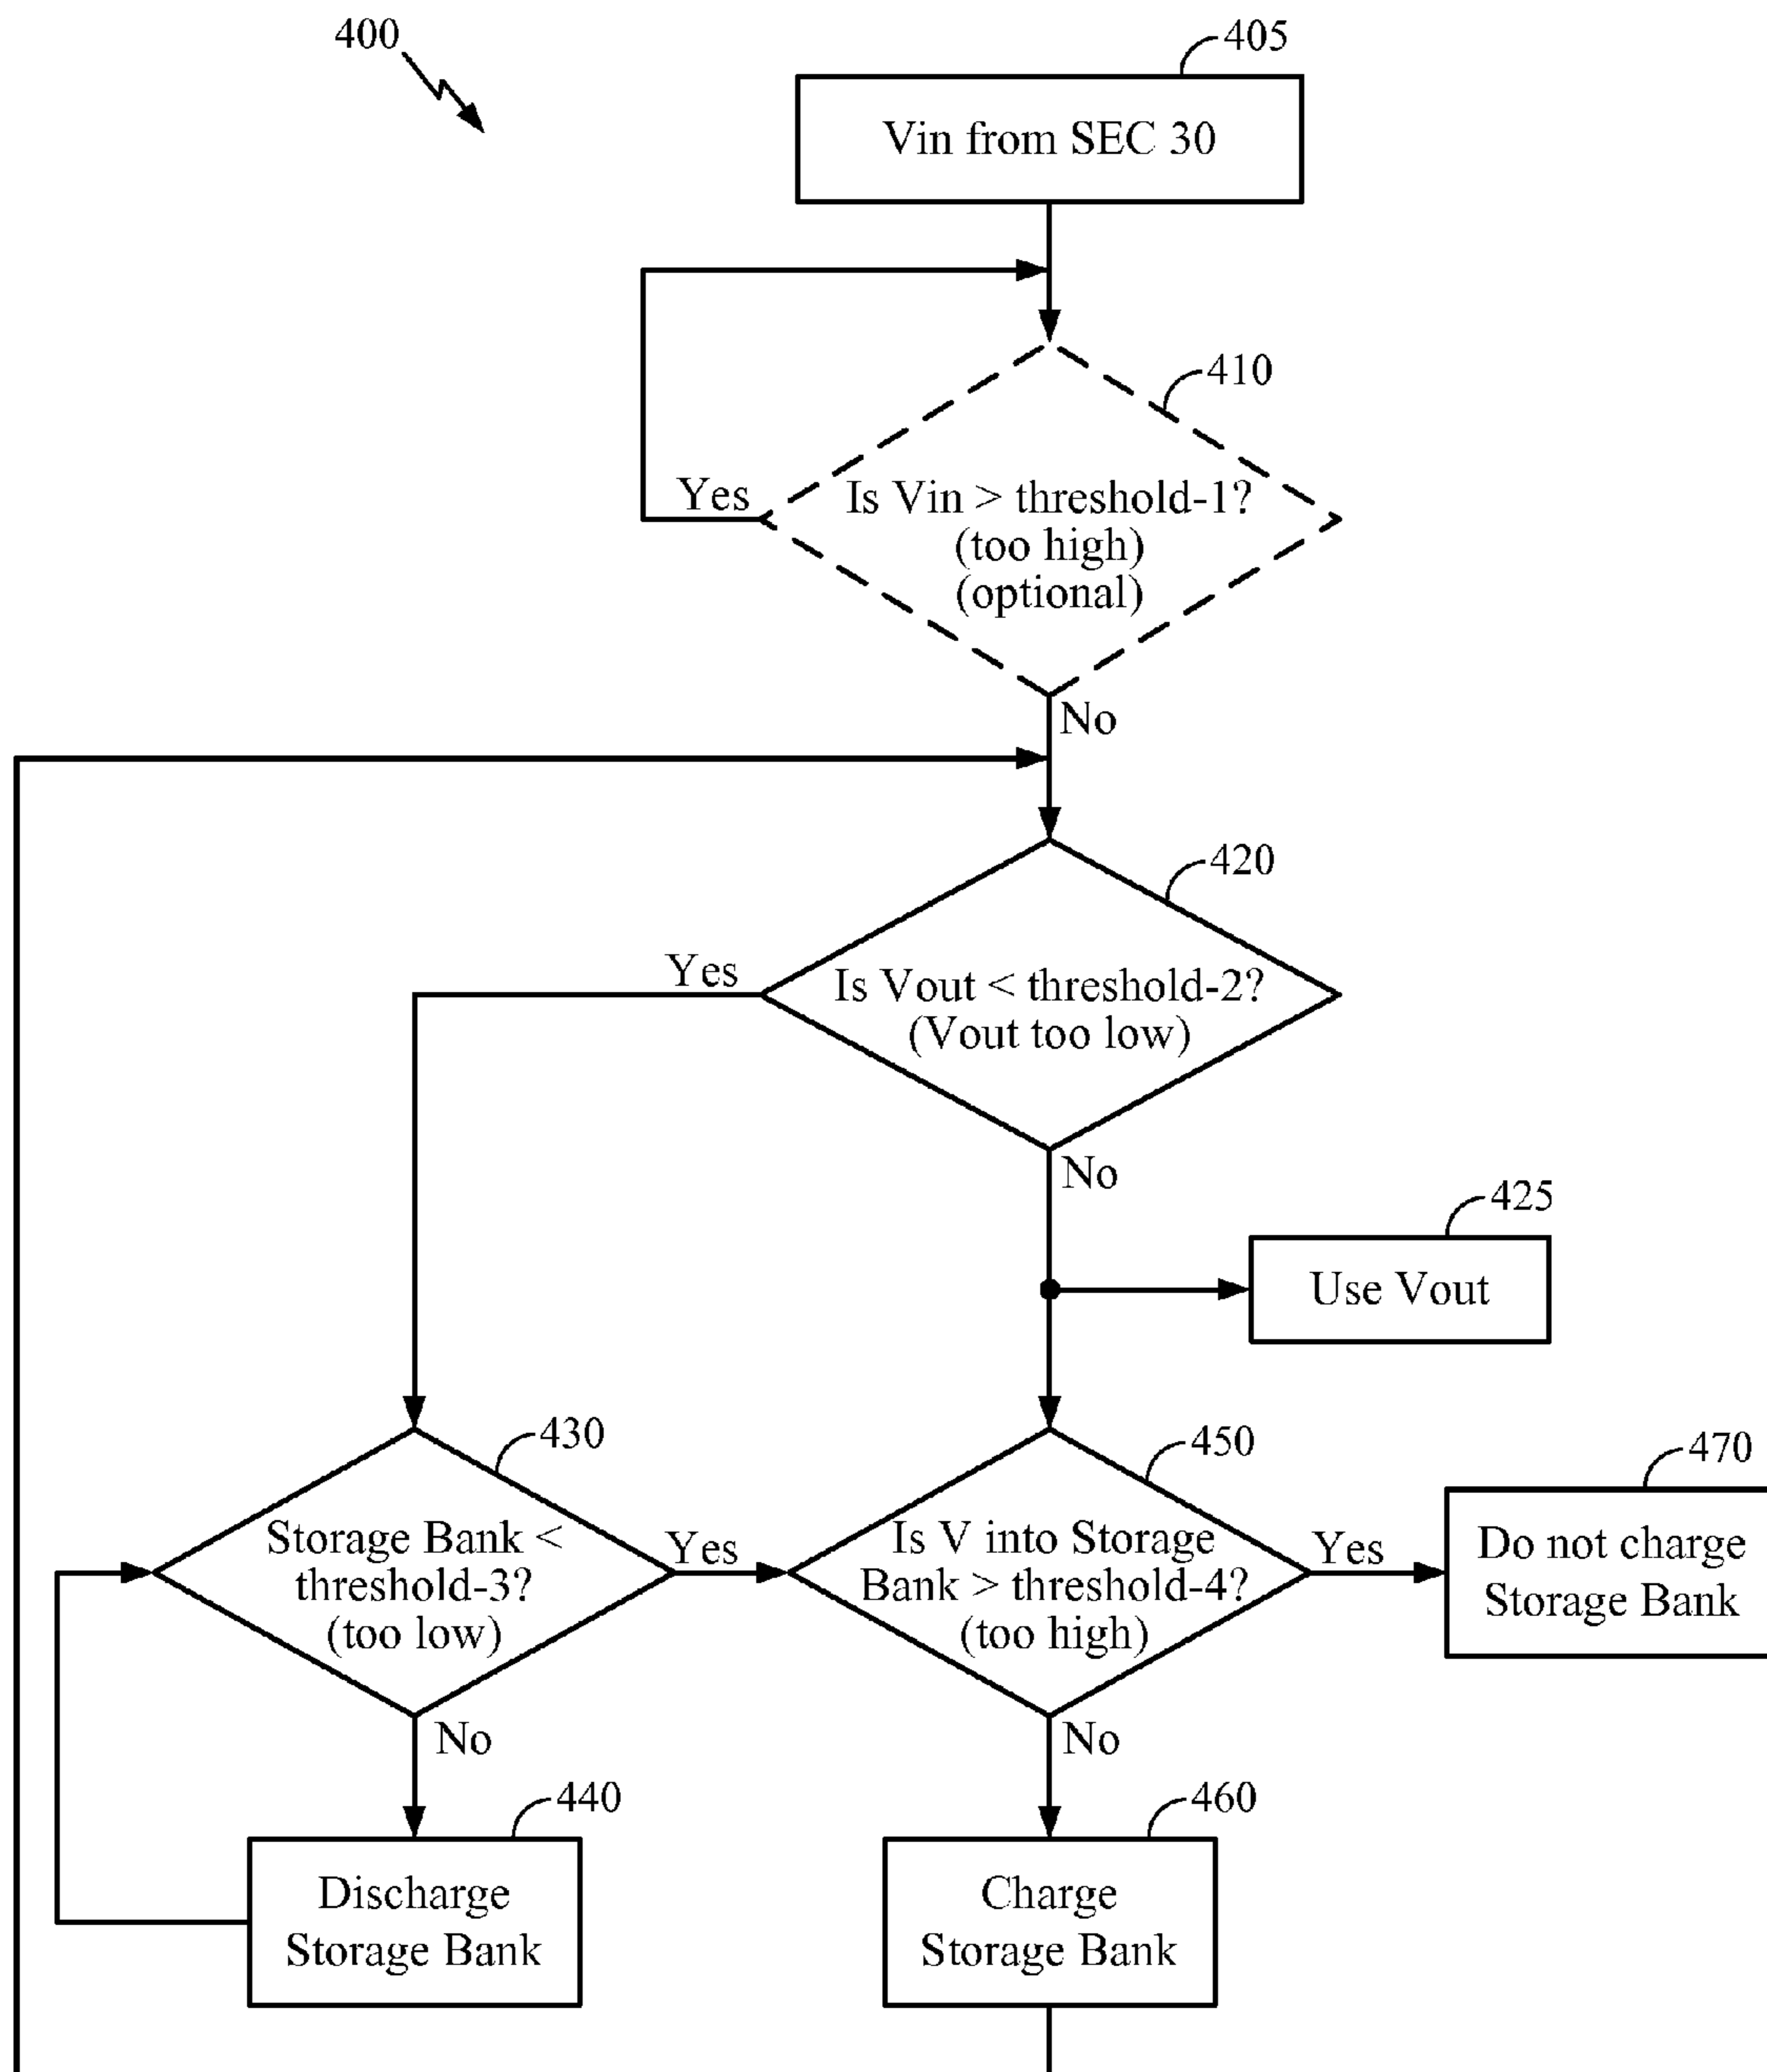 400
405
Vin from SEC 30
410
Yes
Is Vin > threshold-1?
(too high)
(optional)
No
420
Yes
Is Vout < threshold-2?
(Vout too low)
No
425
Use Vout
430
Storage Bank <
threshold-3?
(too low)
Yes
No
450
Is V into Storage
Bank > threshold-4?
(too high)
Yes
No
470
Do not charge
Storage Bank
440
Discharge
Storage Bank
460
Charge
Storage Bank